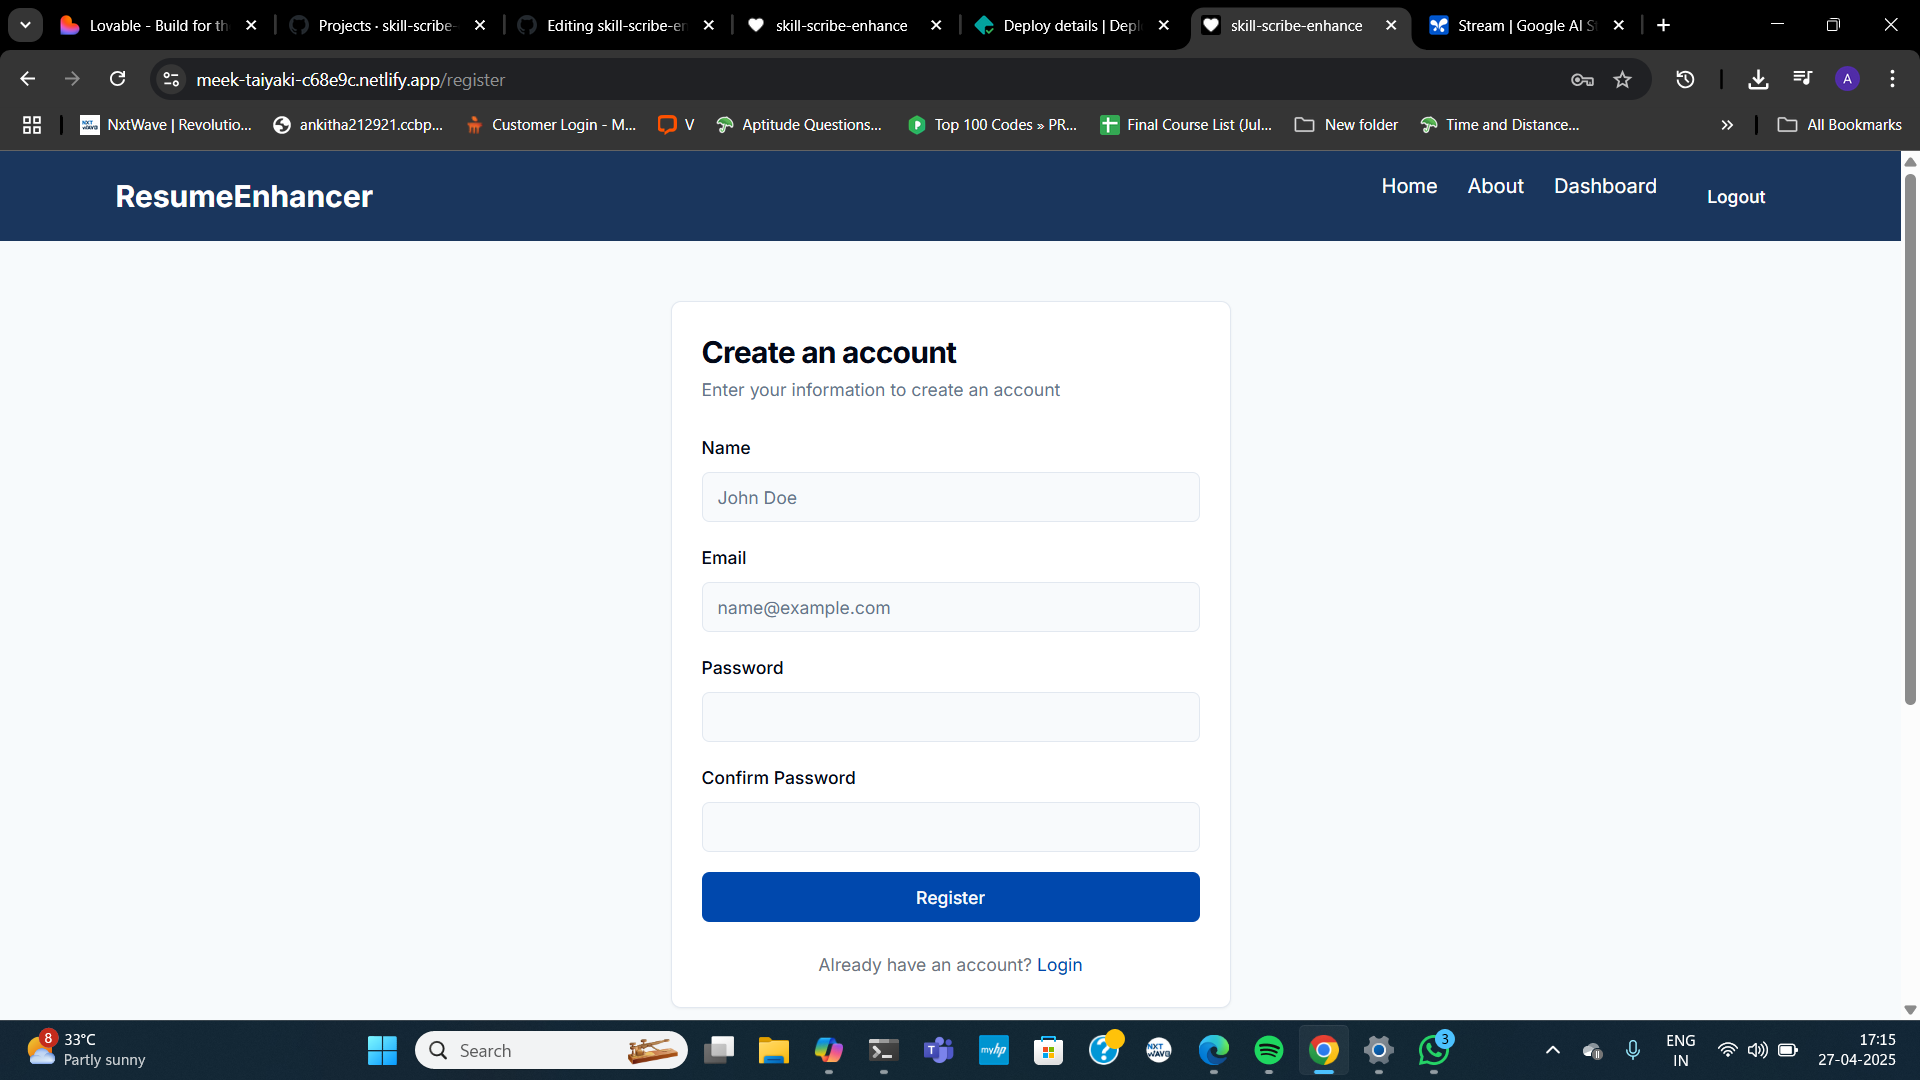 Lovable - Build for th
Projects · skill-scribe-
Editing skill-scribe-en
skill-scribe-enhance
Deploy details | Depl
skill-scribe-enhance
Stream | Google AI S
meek-taiyaki-c68e9c.netlify.app/register
A
NxtWave | Revolutio...
ankitha212921.ccbp...
Customer Login - M...
V
Aptitude Questions...
Top 100 Codes » PR...
Final Course List (Jul...
New folder
Time and Distance...
All Bookmarks
ResumeEnhancer
Home
About
Dashboard
Logout
Create an account
Enter your information to create an account
Name
John Doe
Email
name@example.com
Password
Confirm Password
Register
Already have an account? Login
8
33°C
Partly sunny
Search
myhp
NXT
WAVE
3
ENG
IN
17:15
27-04-2025